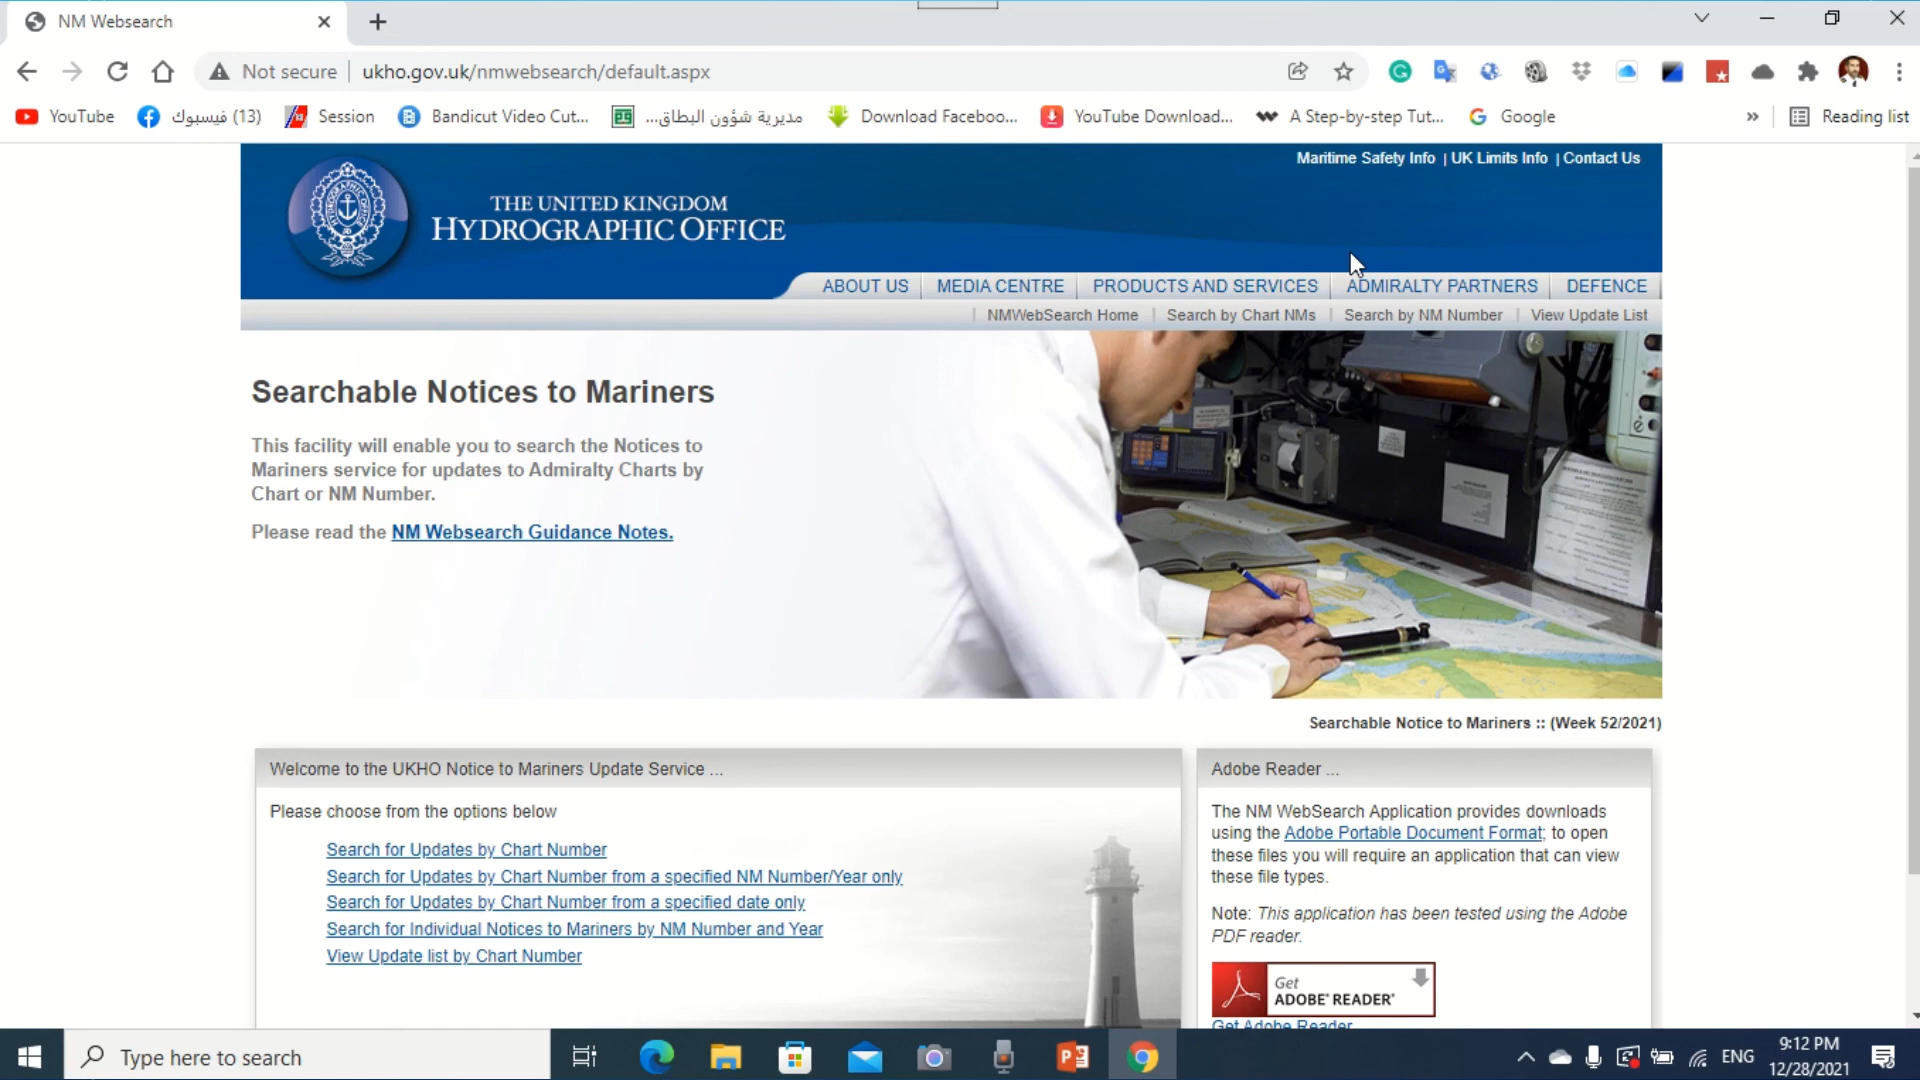 NM Websearch
Not secure
ukho.gov.uk/nmwebsearch/default.aspx
YouTube
(13) فيسبوك
Session
Bandicut Video Cut...
مديرية شؤون البطاق...
Download Faceboo...
YouTube Download...
A Step-by-step Tut...
Google
»
Reading list
Maritime Safety Info | UK Limits Info | Contact Us
THE UNITED KINGDOM
HYDROGRAPHIC OFFICE
ABOUT US
MEDIA CENTRE
PRODUCTS AND SERVICES
ADMIRALTY PARTNERS
DEFENCE
| NMWebSearch Home | Search by Chart NMs | Search by NM Number | View Update List
Searchable Notices to Mariners
This facility will enable you to search the Notices to
Mariners service for updates to Admiralty Charts by
Chart or NM Number.
Please read the NM Websearch Guidance Notes.
Searchable Notice to Mariners :: (Week 52/2021)
Welcome to the UKHO Notice to Mariners Update Service ...
Please choose from the options below
Search for Updates by Chart Number
Search for Updates by Chart Number from a specified NM Number/Year only
Search for Updates by Chart Number from a specified date only
Search for Individual Notices to Mariners by NM Number and Year
View Update list by Chart Number
Adobe Reader ...
The NM WebSearch Application provides downloads
using the Adobe Portable Document Format; to open
these files you will require an application that can view
these file types.
Note: This application has been tested using the Adobe
PDF reader.
Get
ADOBE® READER®
Get Adobe Reader
Type here to search
ENG
9:12 PM
12/28/2021